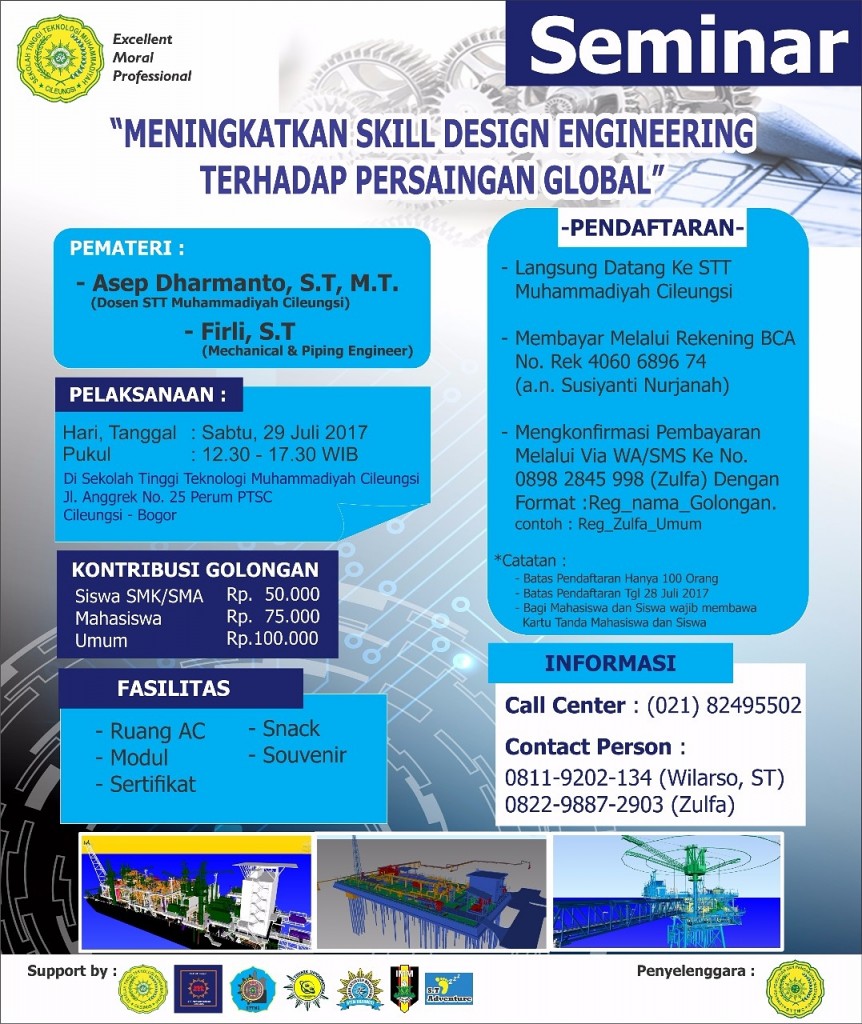 SEKOLAH TINGGI TEKNOLOGI MUHAMMADIYAH
CILEUNGSI
Excellent
Moral
Professional
Seminar
“MENINGKATKAN SKILL DESIGN ENGINEERING
TERHADAP PERSAINGAN GLOBAL”
PEMATERI :
- Asep Dharmanto, S.T, M.T.
(Dosen STT Muhammadiyah Cileungsi)
- Firli, S.T
(Mechanical & Piping Engineer)
PELAKSANAAN :
Hari, Tanggal : Sabtu, 29 Juli 2017
Pukul : 12.30 - 17.30 WIB
Di Sekolah Tinggi Teknologi Muhammadiyah Cileungsi
Jl. Anggrek No. 25 Perum PTSC
Cileungsi - Bogor
KONTRIBUSI GOLONGAN
Siswa SMK/SMA Rp. 50.000
Mahasiswa Rp. 75.000
Umum Rp.100.000
FASILITAS
- Ruang AC
- Modul
- Sertifikat
- Snack
- Souvenir
-PENDAFTARAN-
- Langsung Datang Ke STT
Muhammadiyah Cileungsi
- Membayar Melalui Rekening BCA
No. Rek 4060 6896 74
(a.n. Susiyanti Nurjanah)
- Mengkonfirmasi Pembayaran
Melalui Via WA/SMS Ke No.
0898 2845 998 (Zulfa) Dengan
Format :Reg_nama_Golongan.
contoh : Reg_Zulfa_Umum
*Catatan :
- Batas Pendaftaran Hanya 100 Orang
- Batas Pendaftaran Tgl 28 Juli 2017
- Bagi Mahasiswa dan Siswa wajib membawa
Kartu Tanda Mahasiswa dan Siswa
INFORMASI
Call Center : (021) 82495502
Contact Person :
0811-9202-134 (Wilarso, ST)
0822-9887-2903 (Zulfa)
Support by :
IMM
S.T
Adventure
Penyelenggara :